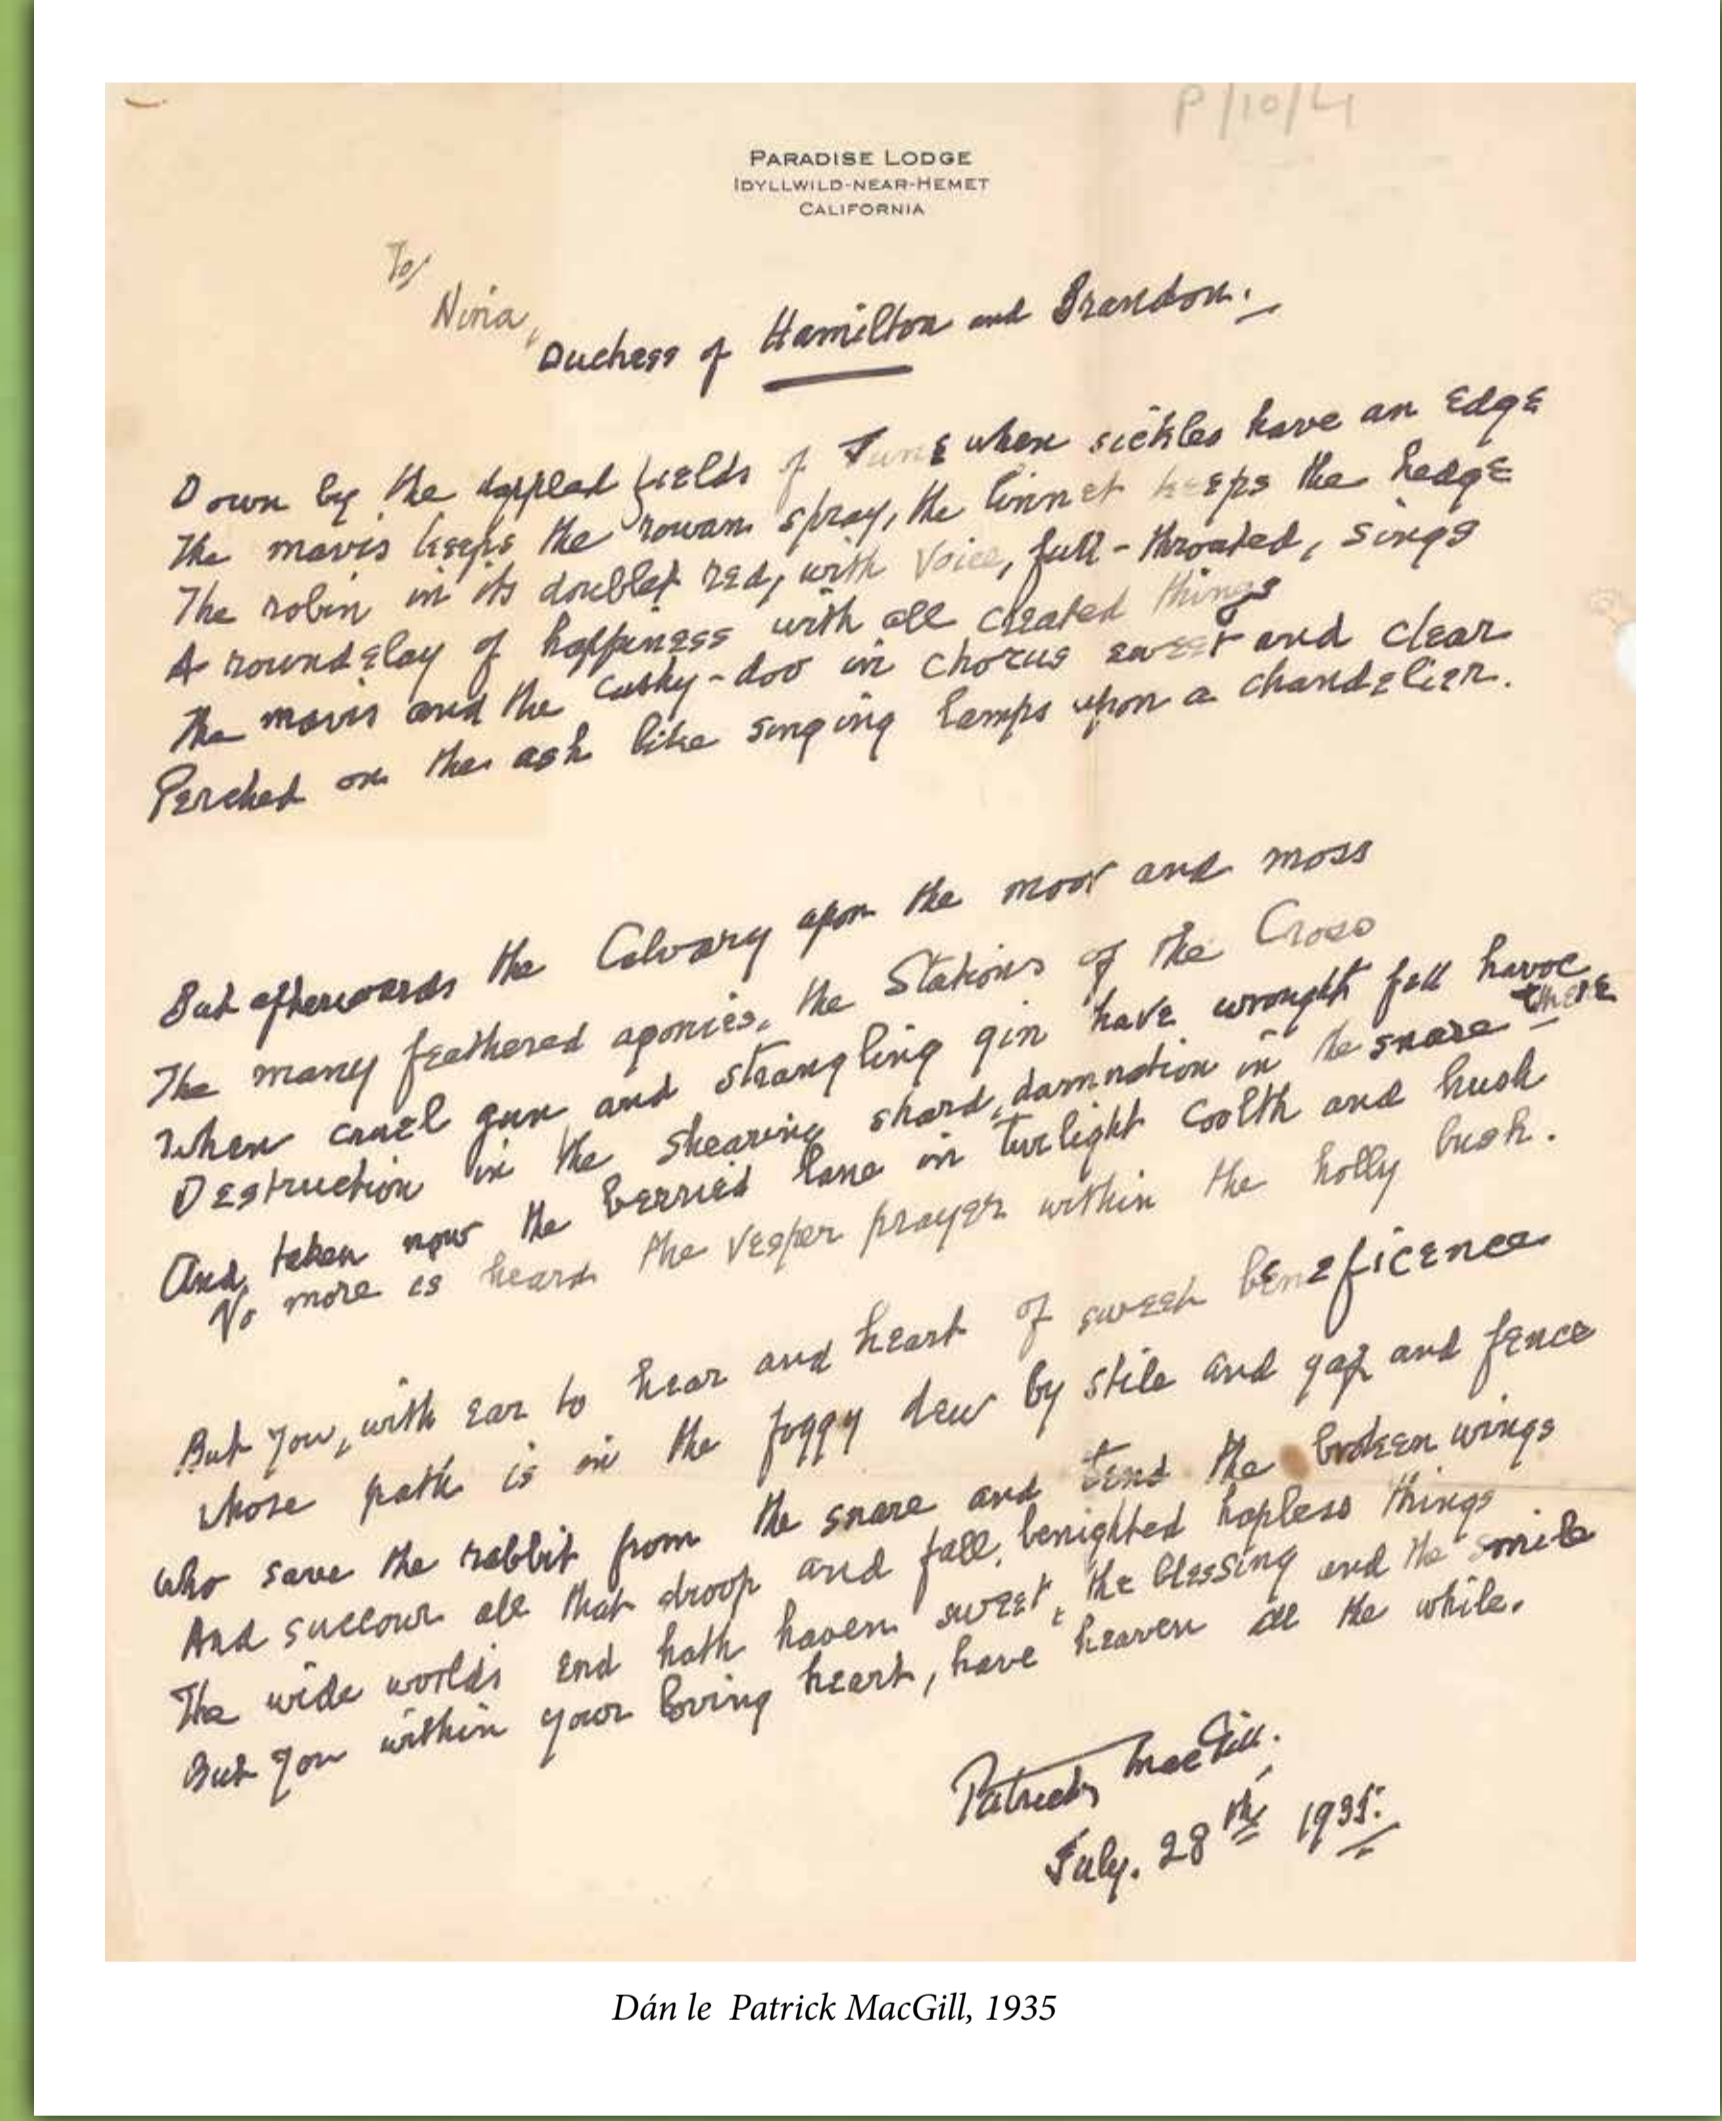 P/10/4
PARADISE LODGE
IDYLLWILD-NEAR-HEMET
CALIFORNIA
To
Nina,
Duchess of Hamilton and Brandon.
Down by the dappled fields of June when sickles have an edge
The mavis keeps the rowan spray, the linnet keeps the hedge
The robin in its doublet red, with voice, full-throated, sings
A roundelay of happiness with all created things
The mavis and the cushy-doo in chorus sweet and clear
Perched on the ash like singing lamps upon a chandelier.
But afterwards the Calvary upon the moor and moss
The many feathered agonies, the Stations of the Cross
When cruel gun and strangling gin have wrought fell havoc there
Destruction in the shearing shard, damnation in the snare
And, taken now the berried lane in twilight coolth and hush
No more is heard the vesper prayer within the holly bush.
But you, with ear to hear and heart of sweet beneficence
whose path is in the foggy dew by stile and gap and fence
who save the rabbit from the snare and tend the broken wings
And succour all that droop and fall, benighted hapless things
The wide worlds end hath haven sweet, the blessing and the smile
But you within your loving heart, have heaven all the while.
Patrick MacGill.
July. 28th 1935.
Dán le Patrick MacGill, 1935